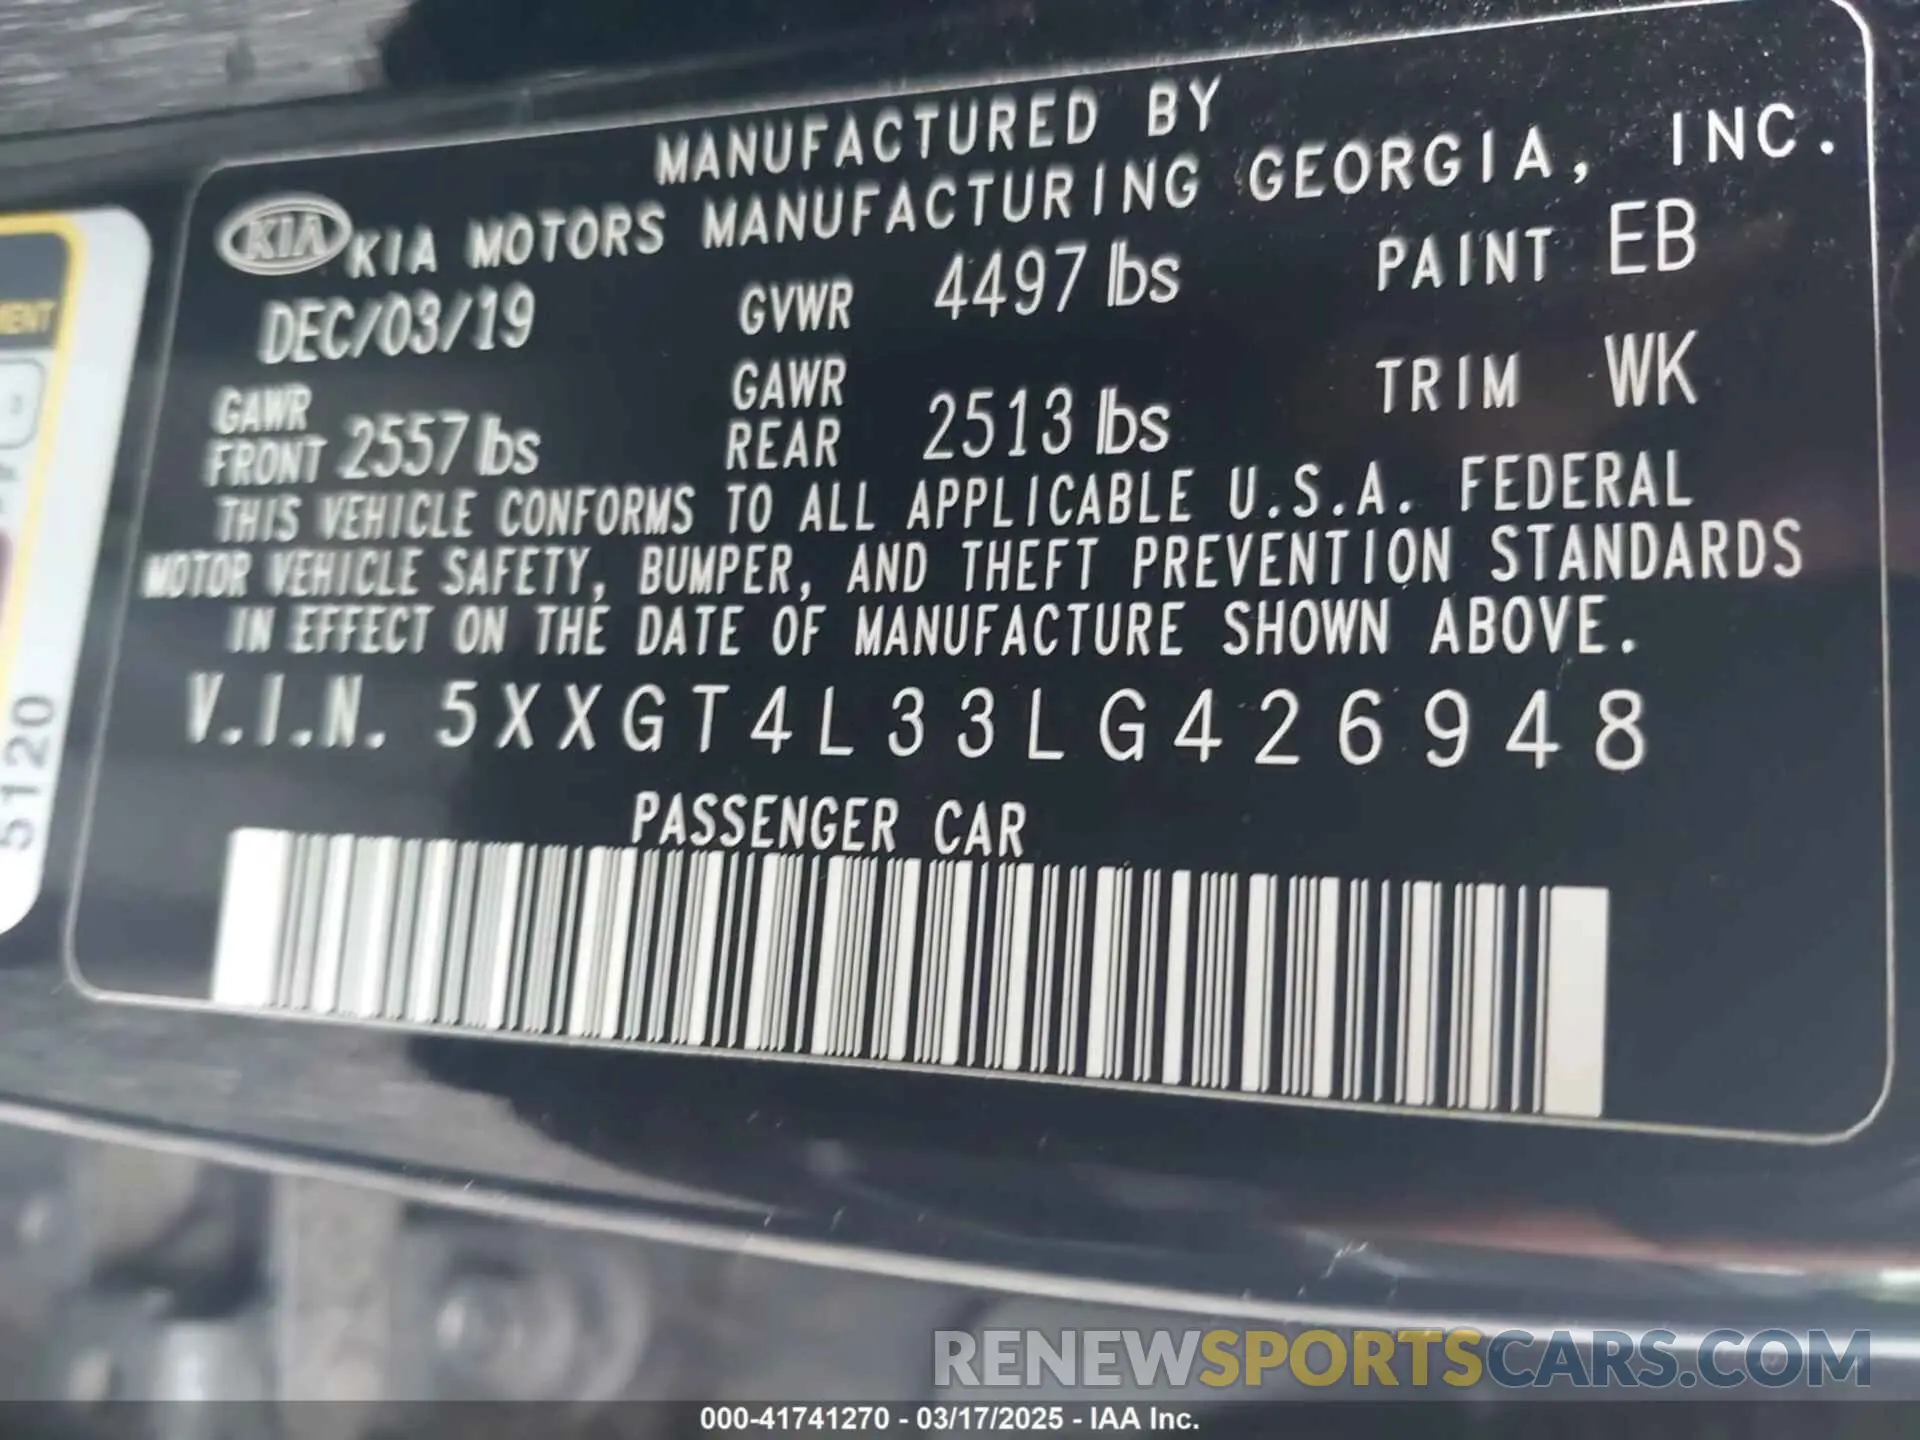 MANUFACTURED BY
KIA KIA MOTORS MANUFACTURING GEORGIA, INC.
DEC/03/19 GVWR 4497 lbs PAINT EB
GAWR FRONT 2557 lbs GAWR REAR 2513 lbs TRIM WK
THIS VEHICLE CONFORMS TO ALL APPLICABLE U.S.A. FEDERAL
MOTOR VEHICLE SAFETY, BUMPER, AND THEFT PREVENTION STANDARDS
IN EFFECT ON THE DATE OF MANUFACTURE SHOWN ABOVE.
V.I.N. 5XXGT4L33LG426948
PASSENGER CAR
5120
RENEWSPORTSCARS.COM
000-41741270 - 03/17/2025 - IAA Inc.